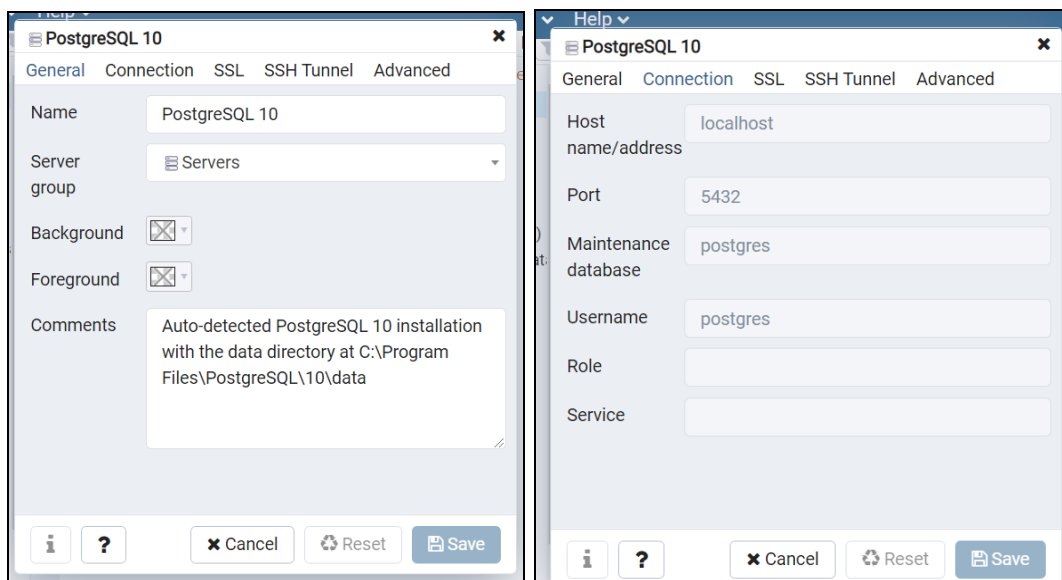 Help
PostgreSQL 10
General Connection SSL SSH Tunnel Advanced
Name
PostgreSQL 10
Server
group
Servers
Background
Foreground
Comments
Auto-detected PostgreSQL 10 installation
with the data directory at C:\Program
Files\PostgreSQL\10\data
i ? Cancel Reset Save
Help
PostgreSQL 10
General Connection SSL SSH Tunnel Advanced
Host
name/address
localhost
Port
5432
Maintenance
database
postgres
Username
postgres
Role
Service
i ? Cancel Reset Save